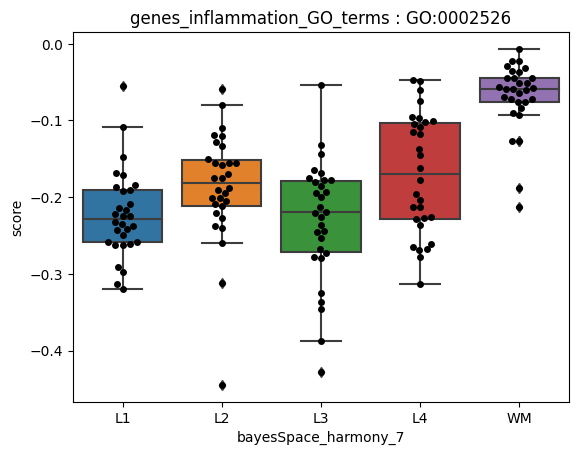 genes_inflammation_GO_terms : GO:0002526
0.0
−0.1
−0.2
−0.3
−0.4
score
L1 L2 L3 L4 WM
bayesSpace_harmony_7